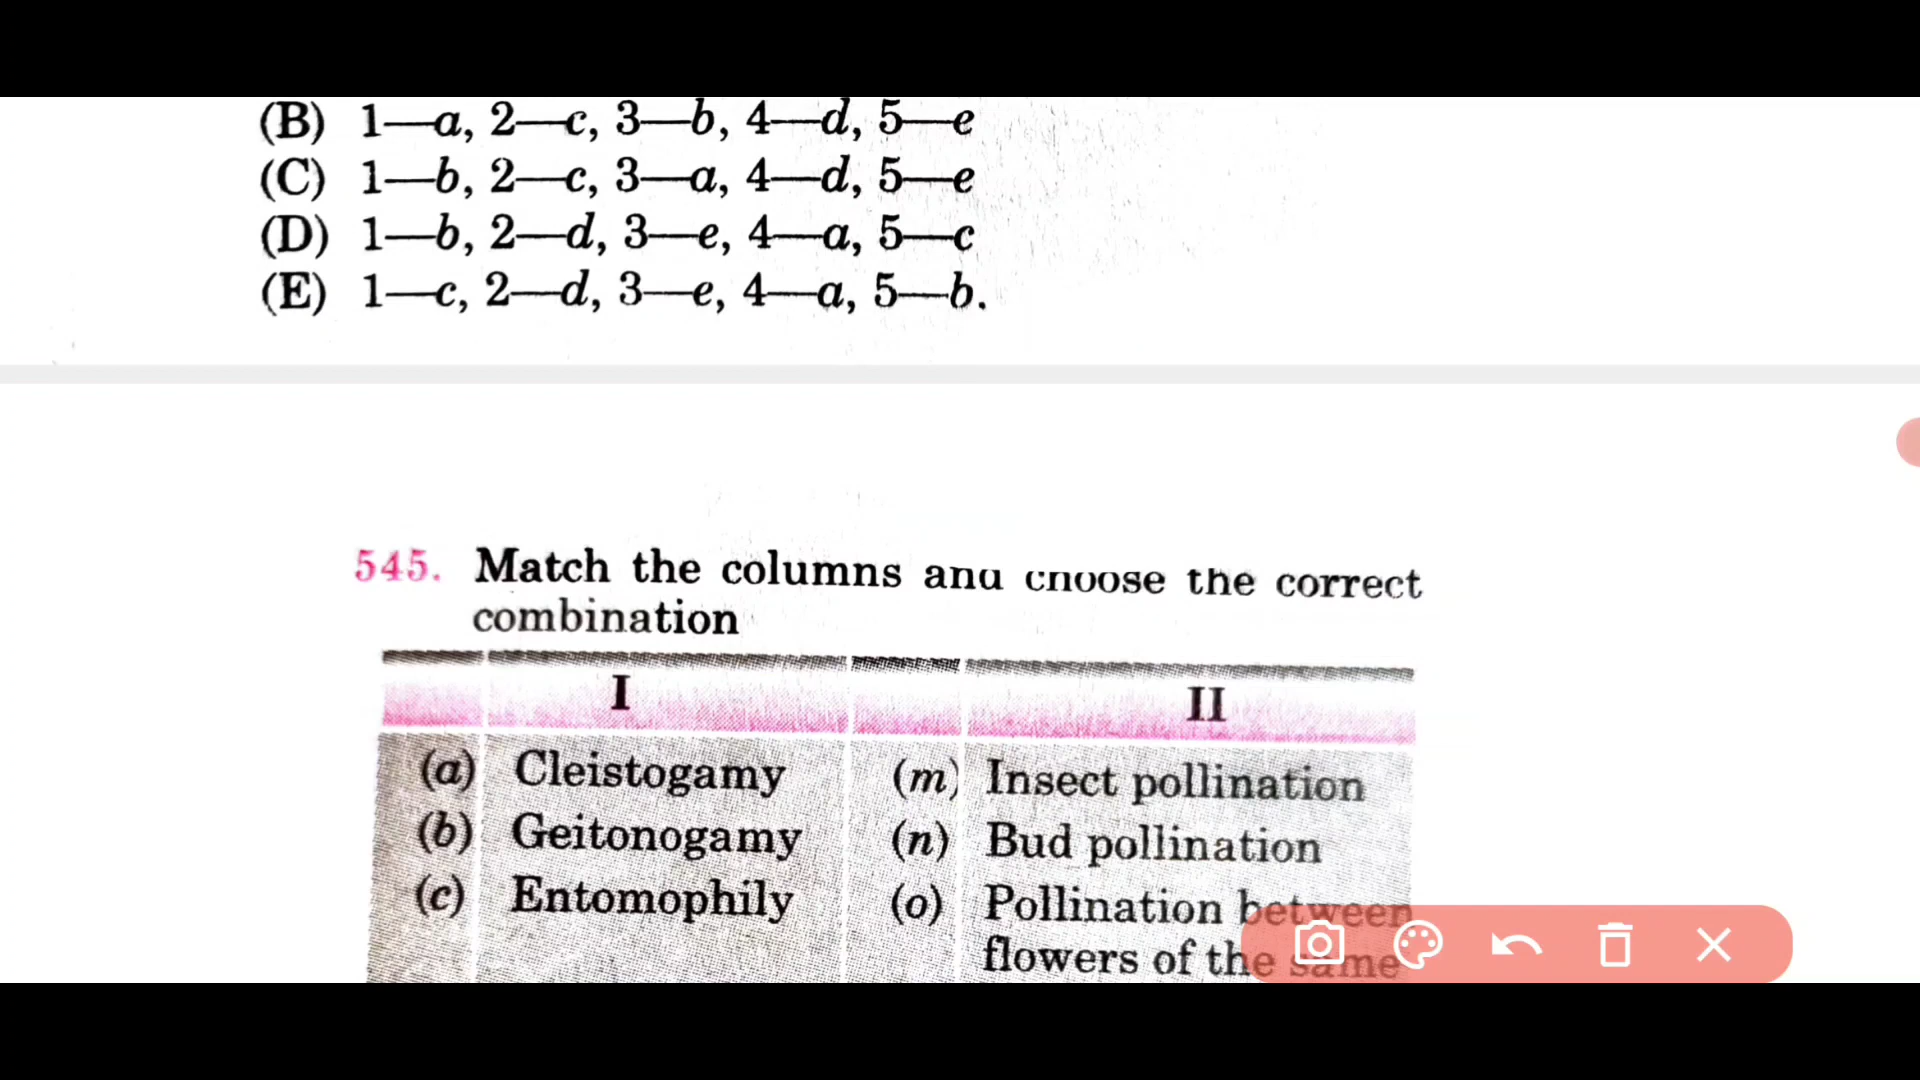 (B) 1—a, 2—c, 3—b, 4—d, 5—e
(C) 1—b, 2—c, 3—a, 4—d, 5—e
(D) 1—b, 2—d, 3—e, 4—a, 5—c
(E) 1—c, 2—d, 3—e, 4—a, 5—b.
545. Match the columns and choose the correct
combination
I II
(a) Cleistogamy (m) Insect pollination
(b) Geitonogamy (n) Bud pollination
(c) Entomophily (o) Pollination between
flowers of the same